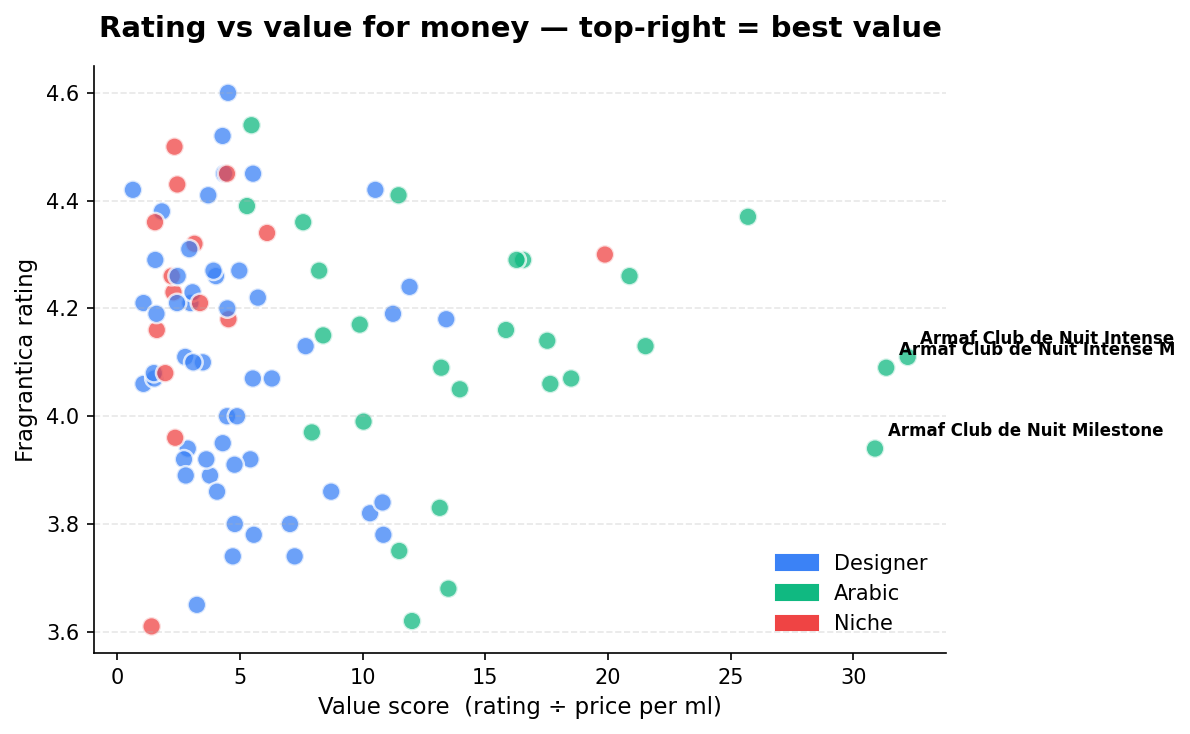 Rating vs value for money — top-right = best value
Fragrantica rating
4.6
4.4
4.2
4.0
3.8
3.6
Armaf Club de Nuit Intense
Armaf Club de Nuit Intense M
Armaf Club de Nuit Milestone
Designer
Arabic
Niche
0 5 10 15 20 25 30
Value score (rating ÷ price per ml)